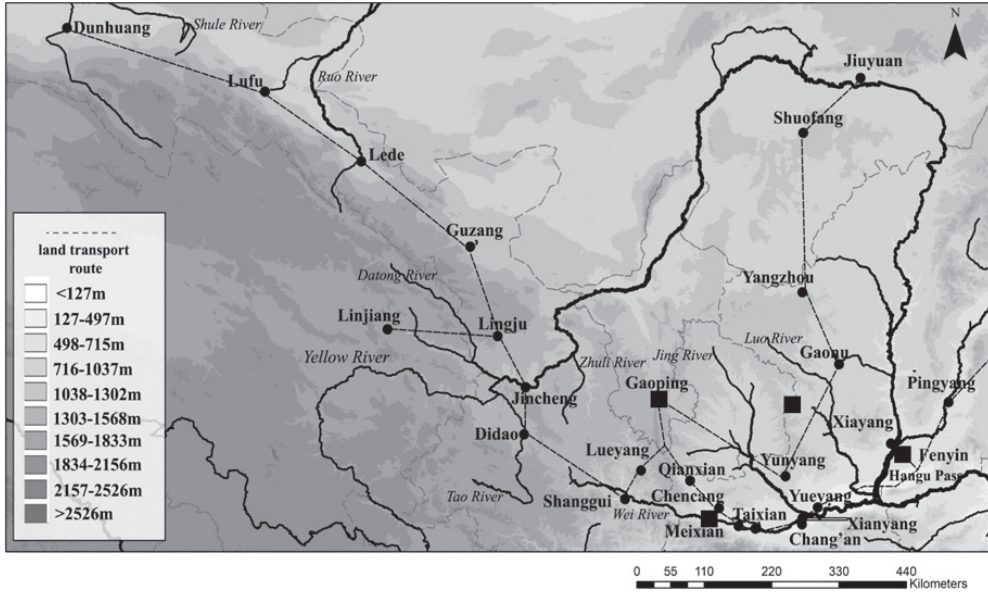 N
Dunhuang
Shule River
Lufu
Ruo River
Jiuyuan
Shuofang
Lede
Guzang
Datong River
Yangzhou
Linjiang
Lingju
Luo River
Yellow River
Zhuli River
Jing River
Gaonu
Gaoping
Pingyang
Jincheng
Didao
Xiayang
Lueyang
Fenyin
Yunyang
Hangu Pass
Qianxian
Tao River
Shanggui
Chencang
Yueyang
Wei River
Taixian
Xianyang
Meixian
Chang'an
land transport
route
<127m
127-497m
498-715m
716-1037m
1038-1302m
1303-1568m
1569-1833m
1834-2156m
2157-2526m
>2526m
0 55 110 220 330 440
Kilometers